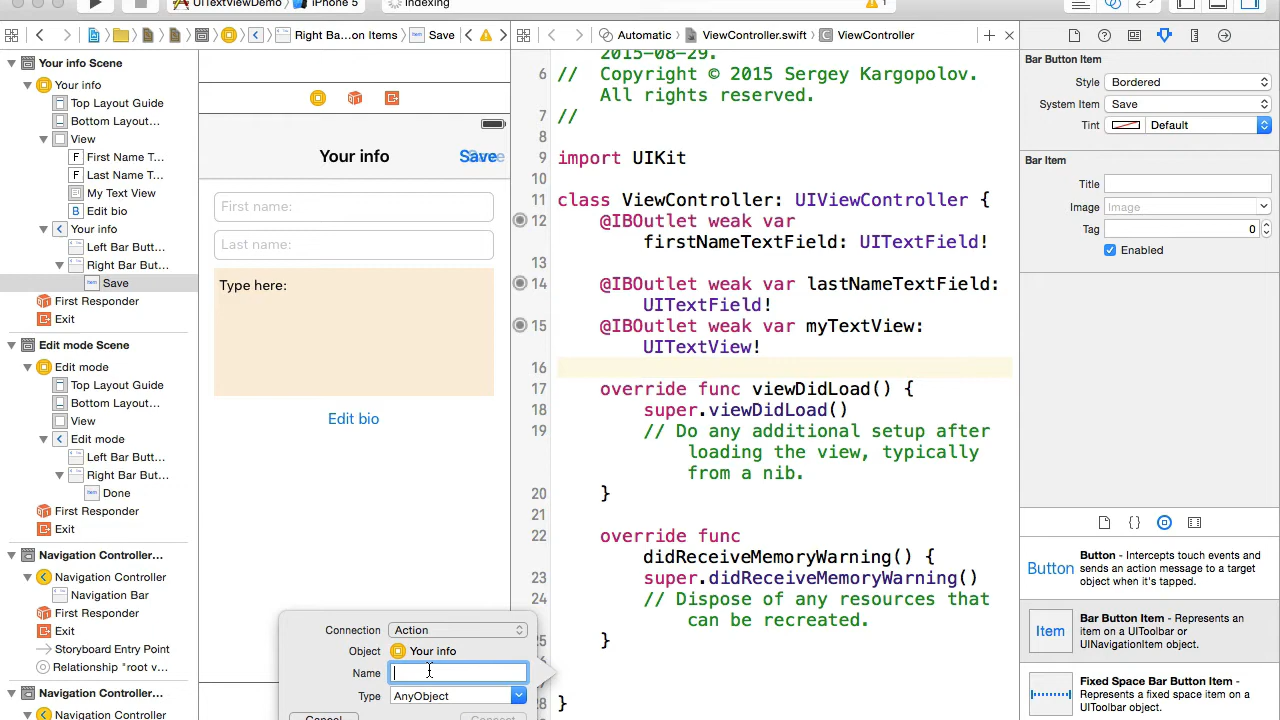 UITextViewDemo iPhone 5 Indexing 1
Right Ba...on Items Save
Automatic ViewController.swift ViewController
Your info Scene
Your info
Top Layout Guide
Bottom Layout...
View
First Name T...
Last Name T...
My Text View
Edit bio
Your info
Left Bar Butt...
Right Bar But...
Save
First Responder
Exit
Edit mode Scene
Edit mode
Top Layout Guide
Bottom Layout...
View
Edit mode
Left Bar Butt...
Right Bar But...
Done
First Responder
Exit
Navigation Controller...
Navigation Controller
Navigation Bar
First Responder
Exit
Storyboard Entry Point
Relationship "root v...
Navigation Controller...
Navigation Controller
Your info
Save
First name:
Last name:
Type here:
Edit bio
Connection Action
Object Your info
Name
Type AnyObject
Cancel Connect
2015-08-29.
6 // Copyright © 2015 Sergey Kargopolov.
All rights reserved.
7 //
8
9 import UIKit
10
11 class ViewController: UIViewController {
12 @IBOutlet weak var
firstNameTextField: UITextField!
13
14 @IBOutlet weak var lastNameTextField:
UITextField!
15 @IBOutlet weak var myTextView:
UITextView!
16
17 override func viewDidLoad() {
18 super.viewDidLoad()
19 // Do any additional setup after
loading the view, typically
from a nib.
20 }
21
22 override func
didReceiveMemoryWarning() {
23 super.didReceiveMemoryWarning()
24 // Dispose of any resources that
can be recreated.
25 }
28 }
Bar Button Item
Style Bordered
System Item Save
Tint Default
Bar Item
Title
Image Image
Tag 0
Enabled
Button
Button - Intercepts touch events and
sends an action message to a target
object when it's tapped.
Item
Bar Button Item - Represents an
item on a UIToolbar or
UINavigationItem object.
Fixed Space Bar Button Item -
Represents a fixed space item on a
UIToolbar object.